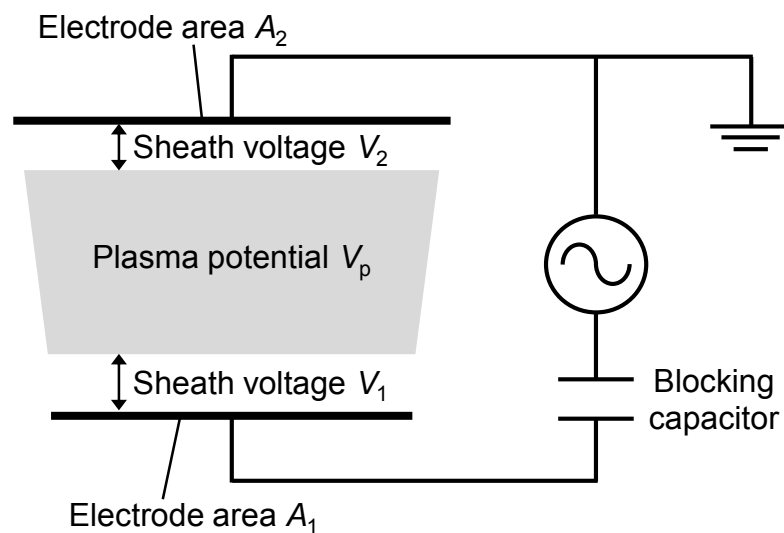 Electrode area A₂
Sheath voltage V₂
Plasma potential Vₚ
Sheath voltage V₁
Blocking
capacitor
Electrode area A₁